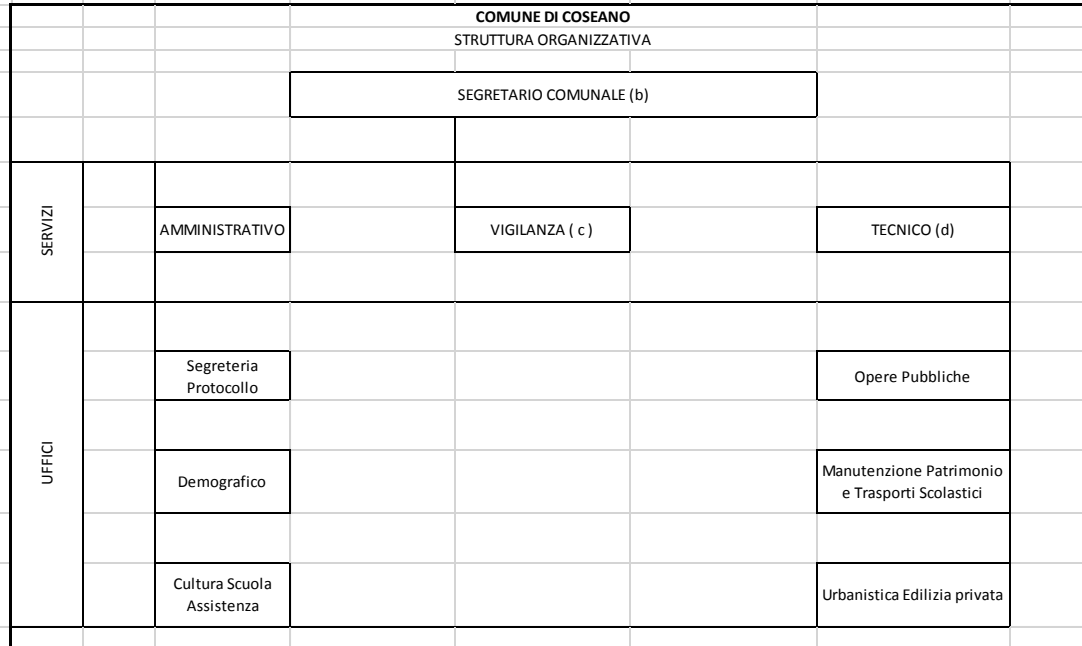 COMUNE DI COSEANO
STRUTTURA ORGANIZZATIVA
SEGRETARIO COMUNALE (b)
SERVIZI
AMMINISTRATIVO
VIGILANZA ( c )
TECNICO (d)
UFFICI
Segreteria
Protocollo
Opere Pubbliche
Demografico
Manutenzione Patrimonio
e Trasporti Scolastici
Cultura Scuola
Assistenza
Urbanistica Edilizia privata